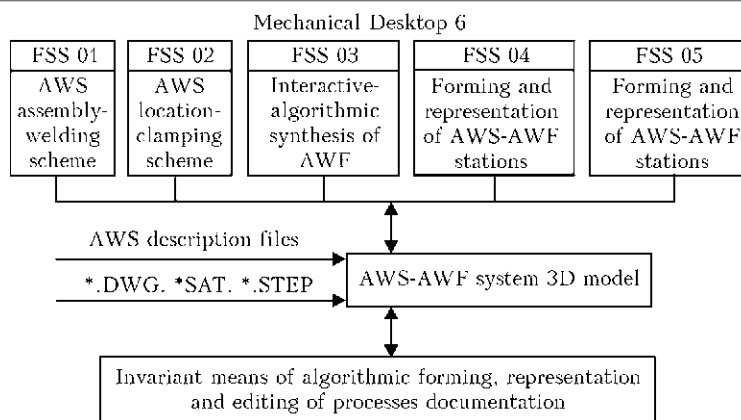 Mechanical Desktop 6
FSS 01
AWS
assembly-
welding
scheme
FSS 02
AWS
location-
clamping
scheme
FSS 03
Interactive-
algorithmic
synthesis of
AWF
FSS 04
Forming and
representation
of AWS-AWF
stations
FSS 05
Forming and
representation
of AWS-AWF
stations
AWS description files
*.DWG. *SAT. *.STEP
AWS-AWF system 3D model
Invariant means of algorithmic forming, representation
and editing of processes documentation